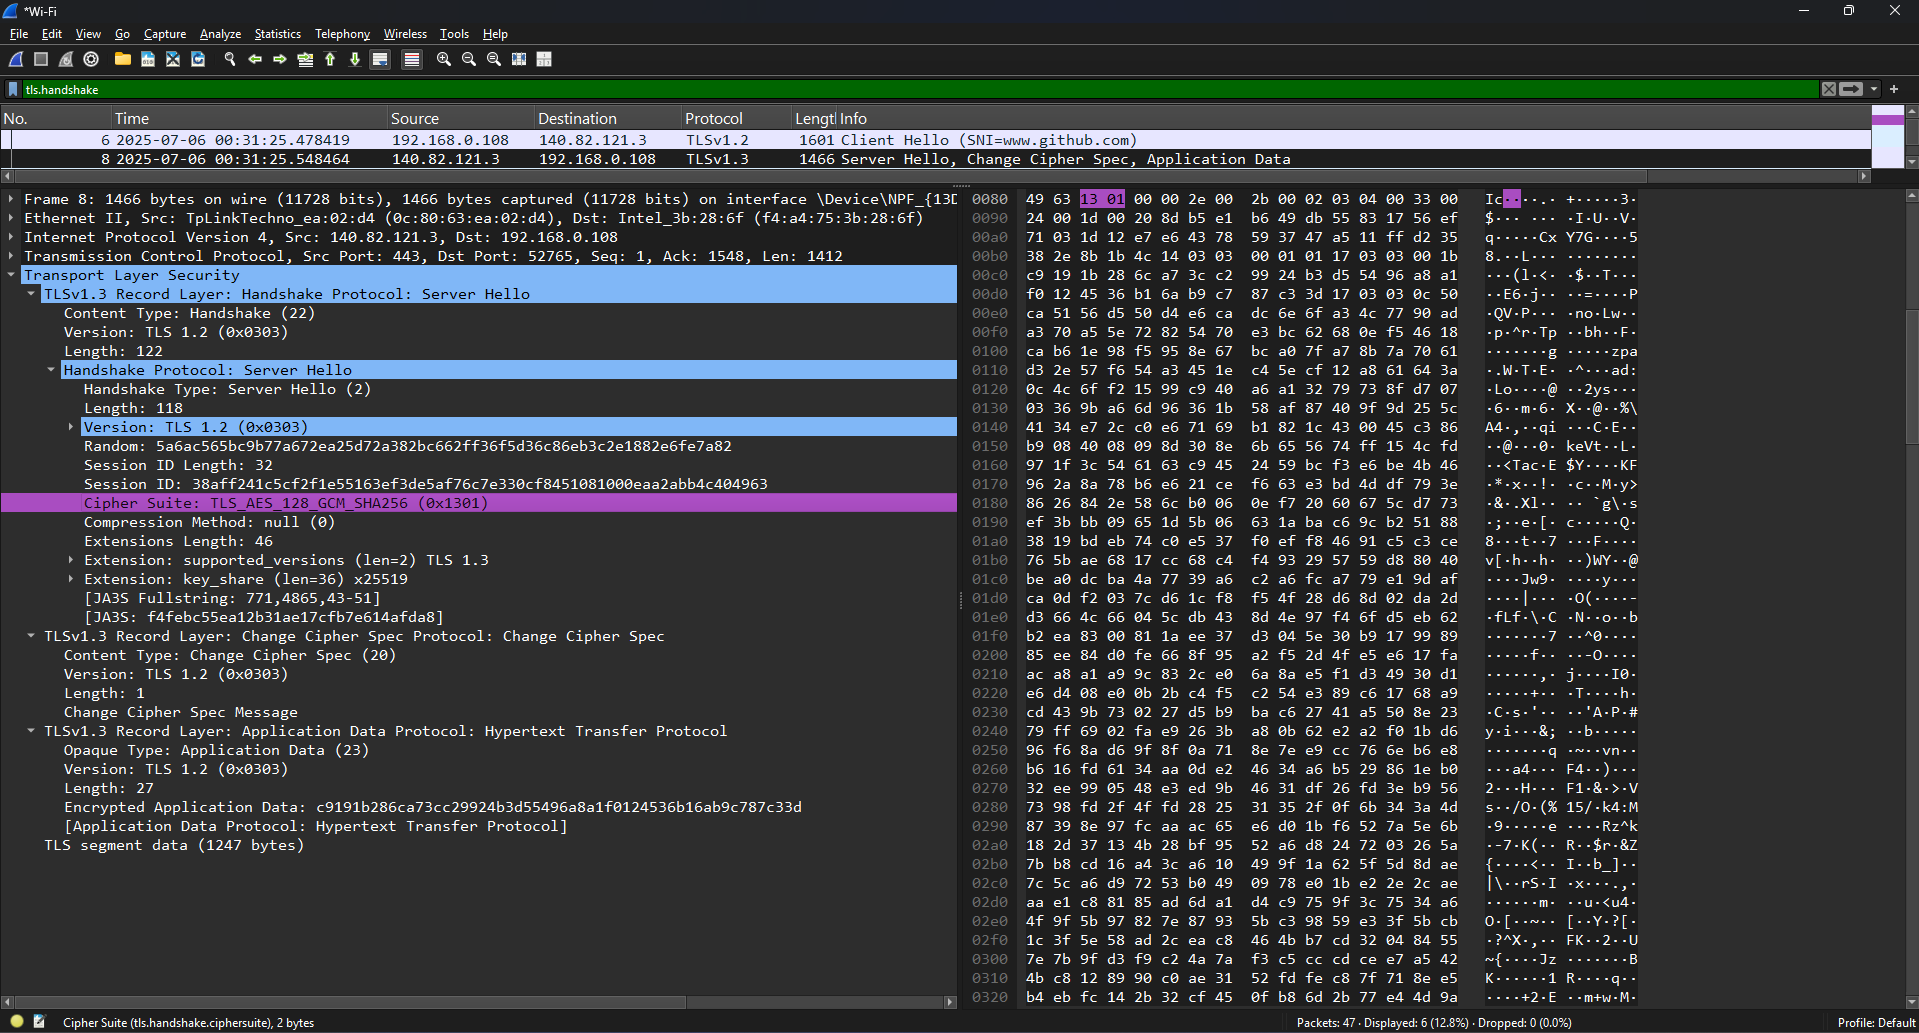 *Wi-Fi
File Edit View Go Capture Analyze Statistics Telephony Wireless Tools Help
tls.handshake
No. Time Source Destination Protocol Lengtl Info
6 2025-07-06 00:31:25.478419 192.168.0.108 140.82.121.3 TLSv1.2 1601 Client Hello (SNI=www.github.com)
8 2025-07-06 00:31:25.548464 140.82.121.3 192.168.0.108 TLSv1.3 1466 Server Hello, Change Cipher Spec, Application Data
Frame 8: 1466 bytes on wire (11728 bits), 1466 bytes captured (11728 bits) on interface \Device\NPF_{13D
Ethernet II, Src: TpLinkTechno_ea:02:d4 (0c:80:63:ea:02:d4), Dst: Intel_3b:28:6f (f4:a4:75:3b:28:6f)
Internet Protocol Version 4, Src: 140.82.121.3, Dst: 192.168.0.108
Transmission Control Protocol, Src Port: 443, Dst Port: 52765, Seq: 1, Ack: 1548, Len: 1412
Transport Layer Security
TLSv1.3 Record Layer: Handshake Protocol: Server Hello
Content Type: Handshake (22)
Version: TLS 1.2 (0x0303)
Length: 122
Handshake Protocol: Server Hello
Handshake Type: Server Hello (2)
Length: 118
Version: TLS 1.2 (0x0303)
Random: 5a6ac565bc9b77a672ea25d72a382bc662ff36f5d36c86eb3c2e1882e6fe7a82
Session ID Length: 32
Session ID: 38aff241c5cf2f1e55163ef3de5af76c7e330cf8451081000eaa2abb4c404963
Cipher Suite: TLS_AES_128_GCM_SHA256 (0x1301)
Compression Method: null (0)
Extensions Length: 46
Extension: supported_versions (len=2) TLS 1.3
Extension: key_share (len=36) x25519
[JA3S Fullstring: 771,4865,43-51]
[JA3S: f4febc55ea12b31ae17cfb7e614afda8]
TLSv1.3 Record Layer: Change Cipher Spec Protocol: Change Cipher Spec
Content Type: Change Cipher Spec (20)
Version: TLS 1.2 (0x0303)
Length: 1
Change Cipher Spec Message
TLSv1.3 Record Layer: Application Data Protocol: Hypertext Transfer Protocol
Opaque Type: Application Data (23)
Version: TLS 1.2 (0x0303)
Length: 27
Encrypted Application Data: c9191b286ca73cc29924b3d55496a8a1f0124536b16ab9c787c33d
[Application Data Protocol: Hypertext Transfer Protocol]
TLS segment data (1247 bytes)
0080 49 63 13 01 00 00 2e 00 2b 00 02 03 04 00 33 00 Ic··.· +·····3·
0090 24 00 1d 00 20 8d b5 e1 b6 49 db 55 83 17 56 ef
00a0 71 03 1d 12 e7 e6 43 78 59 37 47 a5 11 ff d2 35
00b0 38 2e 8b 1b 4c 14 03 03 00 01 01 17 03 03 00 1b
00c0 c9 19 1b 28 6c a7 3c c2 99 24 b3 d5 54 96 a8 a1
00d0 f0 12 45 36 b1 6a b9 c7 87 c3 3d 17 03 03 0c 50
00e0 ca 51 56 d5 50 d4 e6 ca dc 6e 6f a3 4c 77 90 ad
00f0 a3 70 a5 5e 72 82 54 70 e3 bc 62 68 0e f5 46 18
0100 ca b6 1e 98 f5 95 8e 67 bc a0 7f a7 8b 7a 70 61
0110 d3 2e 57 f6 54 a3 45 1e c4 5e cf 12 a8 61 64 3a
0120 0c 4c 6f f2 15 99 c9 40 a6 a1 32 79 73 8f d7 07
0130 03 36 9b a6 6d 96 36 1b 58 af 87 40 9f 9d 25 5c
0140 41 34 e7 2c c0 e6 71 69 b1 82 1c 43 00 45 c3 86
0150 b9 08 40 08 09 8d 30 8e 6b 65 56 74 ff 15 4c fd
0160 97 1f 3c 54 61 63 c9 45 24 59 bc f3 e6 be 4b 46
0170 96 2a 8a 78 b6 e6 21 ce f6 63 e3 bd 4d df 79 3e
0180 86 26 84 2e 58 6c b0 06 0e f7 20 60 67 5c d7 73
0190 ef 3b bb 09 65 1d 5b 06 63 1a ba c6 9c b2 51 88
01a0 38 19 bd eb 74 c0 e5 37 f0 ef f8 46 91 c5 c3 ce
01b0 76 5b ae 68 17 cc 68 c4 f4 93 29 57 59 d8 80 40
01c0 be a0 dc ba 4a 77 39 a6 c2 a6 fc a7 79 e1 9d af
01d0 ca 0d f2 03 7c d6 1c f8 f5 4f 28 d6 8d 02 da 2d
01e0 d3 66 4c 66 04 5c db 43 8d 4e 97 f4 6f d5 eb 62
01f0 b2 ea 83 00 81 1a ee 37 d3 04 5e 30 b9 17 99 89
0200 85 ee 84 d0 fe 66 8f 95 a2 f5 2d 4f e5 e6 17 fa
0210 ac a8 a1 a9 9c 83 2c e0 6a 8a e5 f1 d3 49 30 d1
0220 e6 d4 08 e0 0b 2b c4 f5 c2 54 e3 89 c6 17 68 a9
0230 cd 43 9b 73 02 27 d5 b9 ba c6 27 41 a5 50 8e 23
0240 79 ff 69 02 fa e9 26 3b a8 0b 62 e2 a2 f0 1b d6
0250 96 f6 8a d6 9f 8f 0a 71 8e 7e e9 cc 76 6e b6 e8
0260 b6 16 fd 61 34 aa 0d e2 46 34 a6 b5 29 86 1e b0
0270 32 ee 99 05 48 e3 ed 9b 46 31 df 26 fd 3e b9 56
0280 73 98 fd 2f 4f fd 28 25 31 35 2f 0f 6b 34 3a 4d
0290 87 39 8e 97 fc aa ac 65 e6 d0 1b f6 52 7a 5e 6b
02a0 18 2d 37 13 4b 28 bf 95 52 a6 d8 24 72 03 26 5a
02b0 7b b8 cd 16 a4 3c a6 10 49 9f 1a 62 5f 5d 8d ae
02c0 7c 5c a6 d9 72 53 b0 49 09 78 e0 1b e2 2e 2c ae
02d0 aa e1 c8 81 85 ad 6d a1 d4 c9 75 9f 3c 75 34 a6
02e0 4f 9f 5b 97 82 7e 87 93 5b c3 98 59 e3 3f 5b cb
02f0 1c 3f 5e 58 ad 2c ea c8 46 4b b7 cd 32 04 84 55
0300 7e 7b 9f d3 f9 c2 4a 7a f3 c5 cc cd ce e7 a5 42
0310 4b c8 12 89 90 c0 ae 31 52 fd fe c8 7f 71 8e e5
0320 b4 eb fc 14 2b 32 cf 45 0f b8 6d 2b 77 e4 4d 9a
Cipher Suite (tls.handshake.ciphersuite), 2 bytes
Packets: 47 · Displayed: 6 (12.8%) · Dropped: 0 (0.0%)
Profile: Default